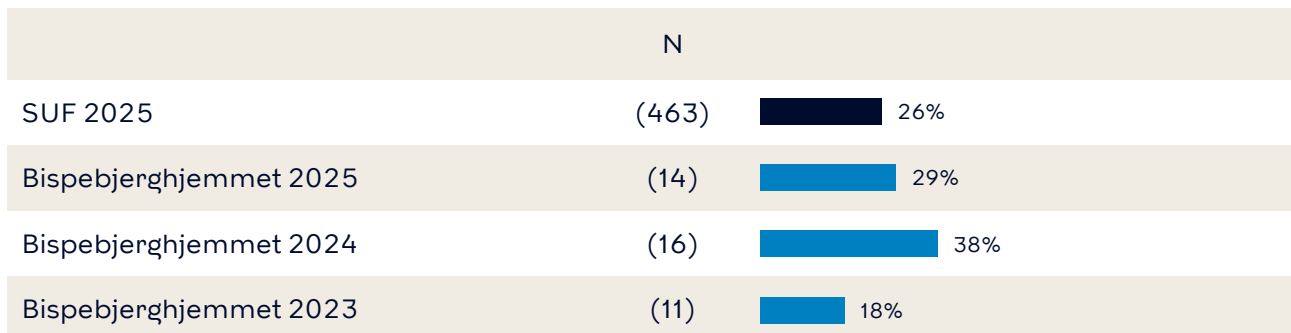 N
SUF 2025 (463) 26%
Bispebjerghjemmet 2025 (14) 29%
Bispebjerghjemmet 2024 (16) 38%
Bispebjerghjemmet 2023 (11) 18%